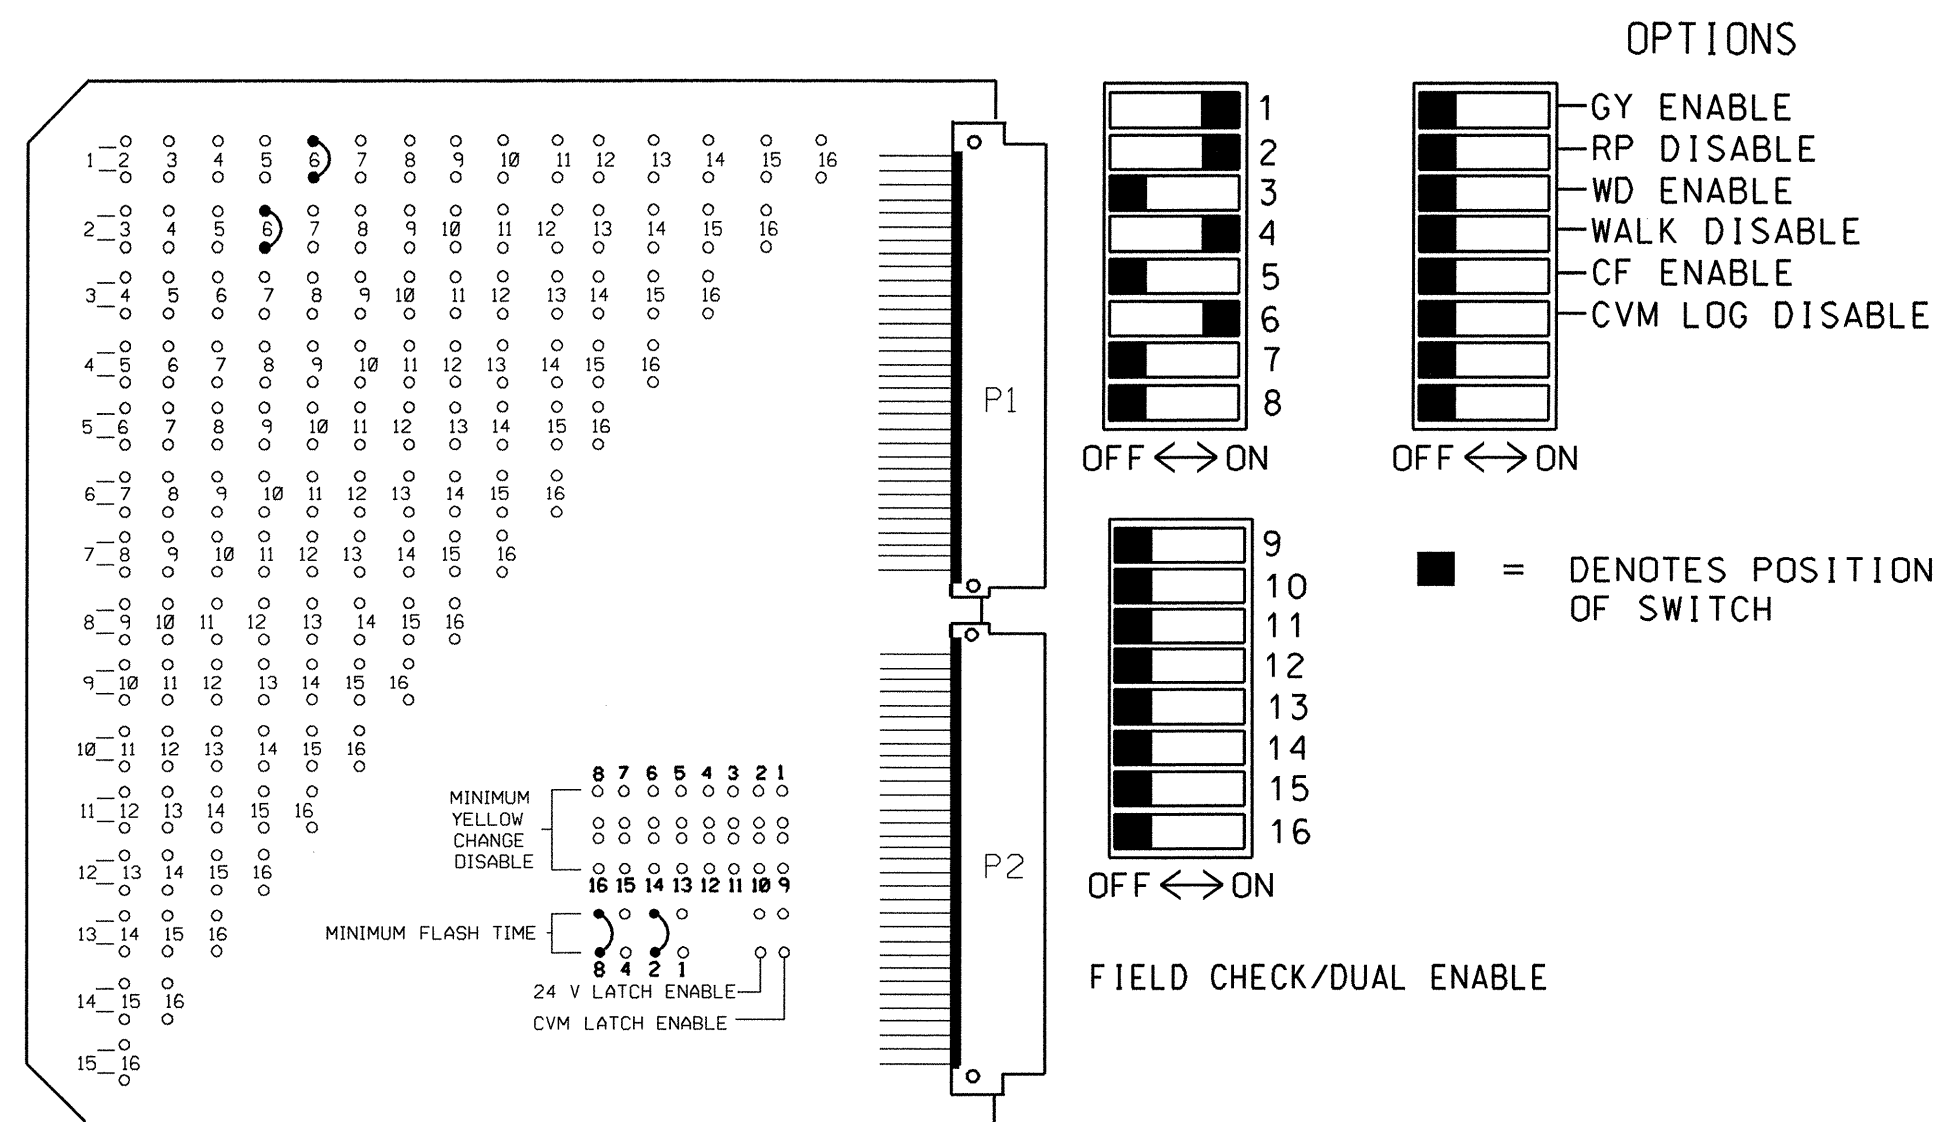 OPTIONS
1 2 3 4 5 6 7 8 9 10 11 12 13 14 15 16
2 3 4 5 6 7 8 9 10 11 12 13 14 15 16
3 4 5 6 7 8 9 10 11 12 13 14 15 16
4 5 6 7 8 9 10 11 12 13 14 15 16
5 6 7 8 9 10 11 12 13 14 15 16
6 7 8 9 10 11 12 13 14 15 16
7 8 9 10 11 12 13 14 15 16
8 9 10 11 12 13 14 15 16
9 10 11 12 13 14 15 16
10 11 12 13 14 15 16
11 12 13 14 15 16
12 13 14 15 16
13 14 15 16
14 15 16
15 16
8 7 6 5 4 3 2 1
MINIMUM
YELLOW
CHANGE
DISABLE
16 15 14 13 12 11 10 9
MINIMUM FLASH TIME
8 4 2 1
24 V LATCH ENABLE
CVM LATCH ENABLE
P1
P2
1
2
3
4
5
6
7
8
OFF ON
GY ENABLE
RP DISABLE
WD ENABLE
WALK DISABLE
CF ENABLE
CVM LOG DISABLE
OFF ON
9
10
11
12
13
14
15
16
OFF ON
= DENOTES POSITION
OF SWITCH
FIELD CHECK/DUAL ENABLE